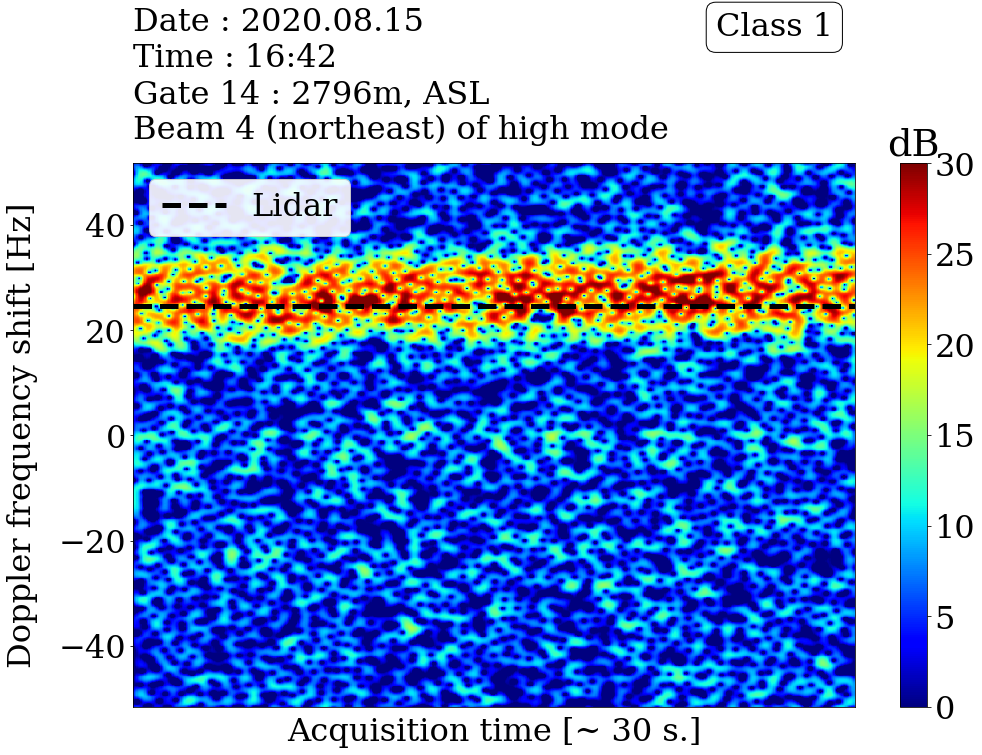 Date : 2020.08.15
Time : 16:42
Gate 14 : 2796m, ASL
Beam 4 (northeast) of high mode
Class 1
dB
Lidar
Doppler frequency shift [Hz]
40
20
0
−20
−40
Acquisition time [~ 30 s.]
30
25
20
15
10
5
0